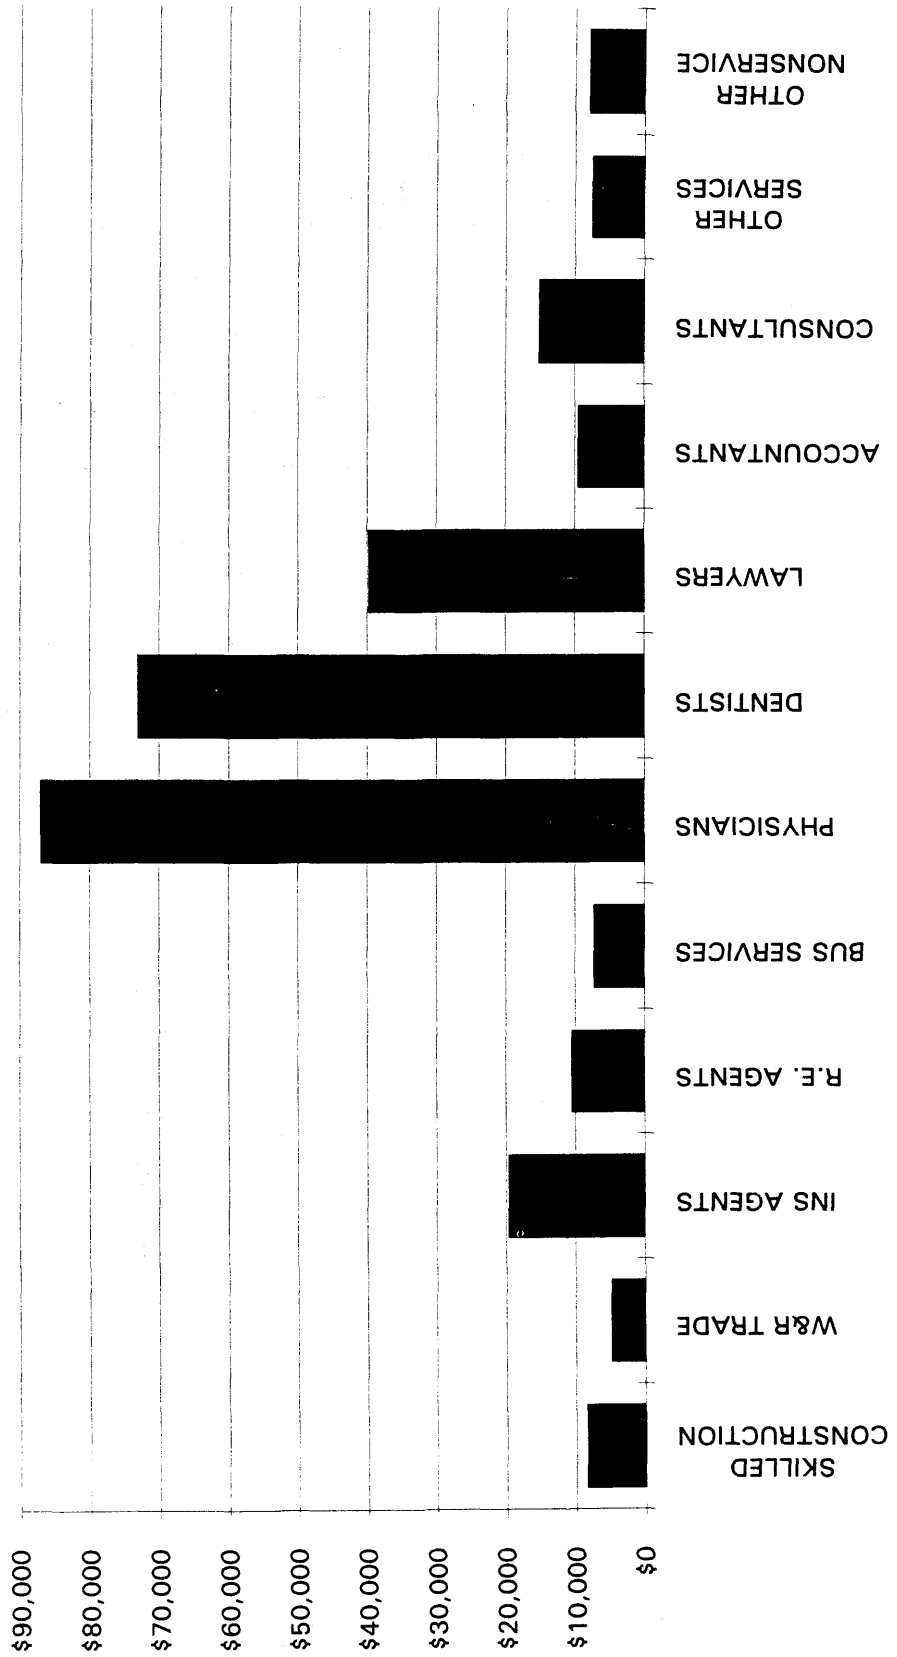 $90,000
$80,000
$70,000
$60,000
$50,000
$40,000
$30,000
$20,000
$10,000
$0
SKILLED
CONSTRUCTION
W&R TRADE
INS AGENTS
R.E. AGENTS
BUS SERVICES
PHYSICIANS
DENTISTS
LAWYERS
ACCOUNTANTS
CONSULTANTS
OTHER
SERVICES
OTHER
NONSERVICE